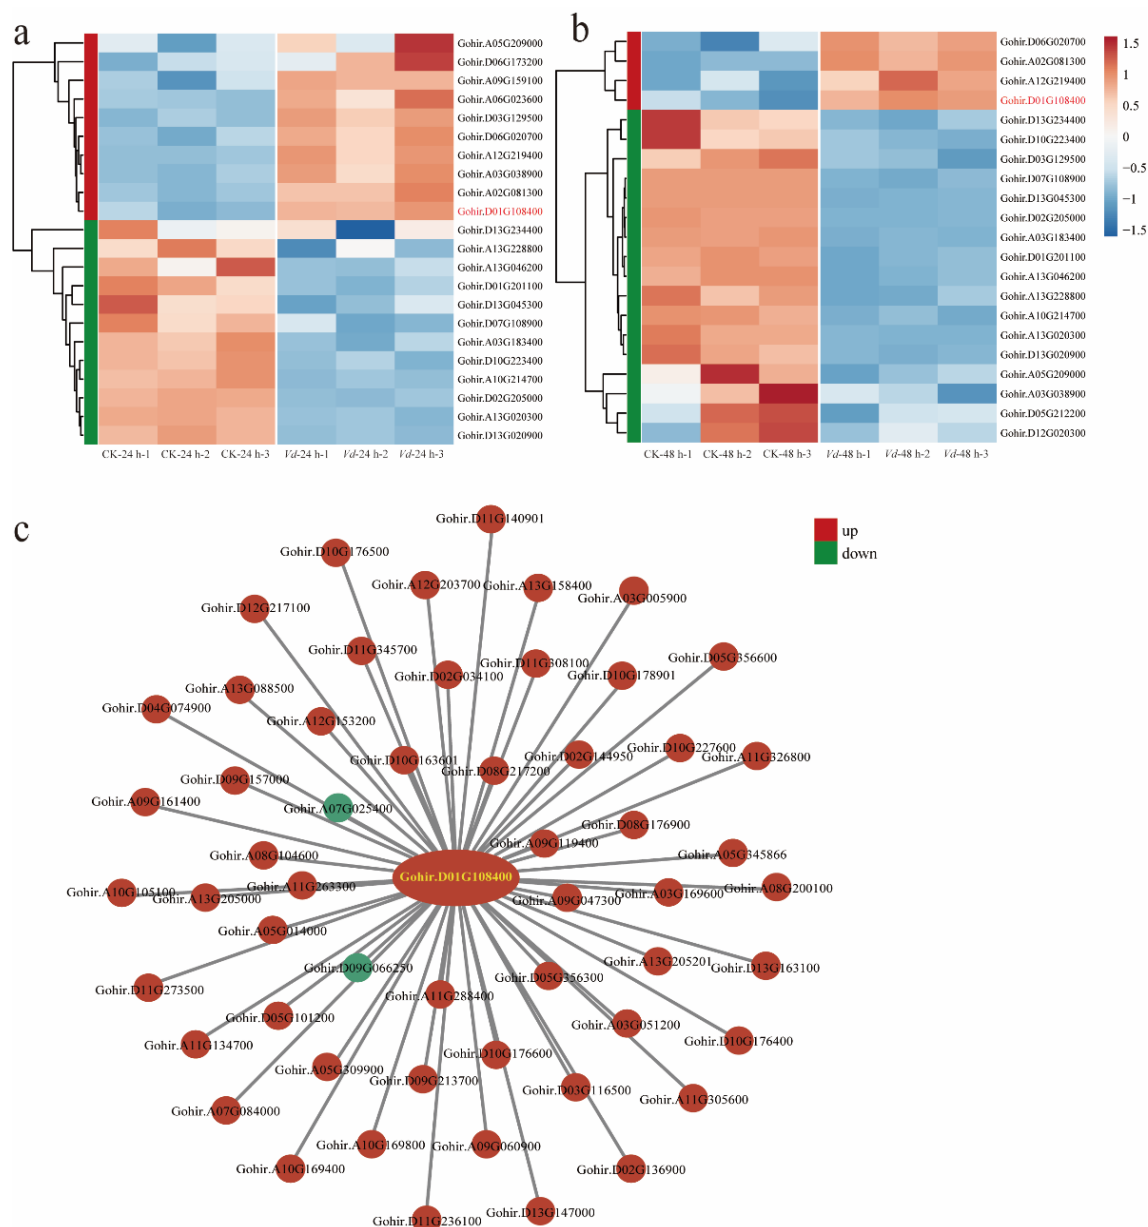 a
Gohir.A05G209000
Gohir.D06G173200
Gohir.A09G159100
Gohir.A06G023600
Gohir.D03G129500
Gohir.D06G020700
Gohir.A12G219400
Gohir.A03G038900
Gohir.A02G081300
Gohir.D01G108400
Gohir.D13G234400
Gohir.A13G228800
Gohir.A13G046200
Gohir.D01G201100
Gohir.D13G045300
Gohir.D07G108900
Gohir.A03G183400
Gohir.D10G223400
Gohir.A10G214700
Gohir.D02G205000
Gohir.A13G020300
Gohir.D13G020900
CK-24 h-1 CK-24 h-2 CK-24 h-3 Vd-24 h-1 Vd-24 h-2 Vd-24 h-3
b
Gohir.D06G020700
Gohir.A02G081300
Gohir.A12G219400
Gohir.D01G108400
Gohir.D13G234400
Gohir.D10G223400
Gohir.D03G129500
Gohir.D07G108900
Gohir.D13G045300
Gohir.D02G205000
Gohir.A03G183400
Gohir.D01G201100
Gohir.A13G046200
Gohir.A13G228800
Gohir.A10G214700
Gohir.A13G020300
Gohir.D13G020900
Gohir.A05G209000
Gohir.A03G038900
Gohir.D05G212200
Gohir.D12G020300
CK-48 h-1 CK-48 h-2 CK-48 h-3 Vd-48 h-1 Vd-48 h-2 Vd-48 h-3
1.5
1
0.5
0
−0.5
−1
−1.5
up
down
c
Gohir.D11G140901
Gohir.D10G176500
Gohir.A12G203700
Gohir.A13G158400
Gohir.A03G005900
Gohir.D12G217100
Gohir.D11G345700
Gohir.D02G034100
Gohir.D11G308100
Gohir.D10G178901
Gohir.D05G356600
Gohir.A13G088500
Gohir.D04G074900
Gohir.A12G153200
Gohir.D10G163601
Gohir.D08G217200
Gohir.D02G144950
Gohir.D10G227600
Gohir.A11G326800
Gohir.D09G157000
Gohir.A09G161400
Gohir.A07G025400
Gohir.D08G176900
Gohir.A09G119400
Gohir.A08G104600
Gohir.A05G345866
Gohir.D01G108400
Gohir.A10G105100
Gohir.A13G205000
Gohir.A11G263300
Gohir.A09G047300
Gohir.A03G169600
Gohir.A08G200100
Gohir.A05G014000
Gohir.D09G066250
Gohir.A13G205201
Gohir.D13G163100
Gohir.D11G273500
Gohir.D05G356300
Gohir.A11G288400
Gohir.D05G101200
Gohir.A03G051200
Gohir.A11G134700
Gohir.D10G176400
Gohir.A05G309900
Gohir.D10G176600
Gohir.D09G213700
Gohir.D03G116500
Gohir.A11G305600
Gohir.A07G084000
Gohir.A10G169800
Gohir.A09G060900
Gohir.A10G169400
Gohir.D02G136900
Gohir.D11G236100
Gohir.D13G147000